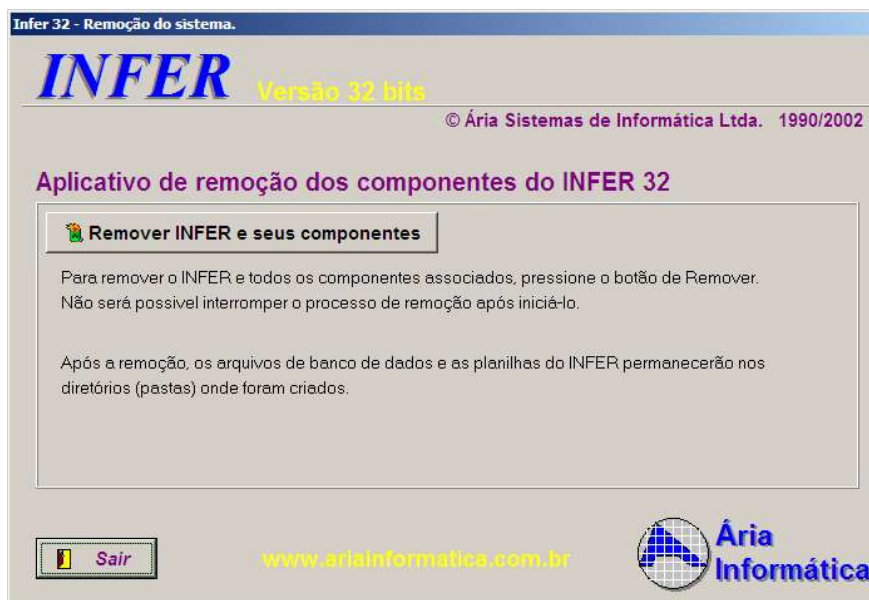 Infer 32 - Remoção do sistema.
INFER Versão 32 bits
© Ária Sistemas de Informática Ltda. 1990/2002
Aplicativo de remoção dos componentes do INFER 32
Remover INFER e seus componentes
Para remover o INFER e todos os componentes associados, pressione o botão de Remover.
Não será possivel interromper o processo de remoção após iniciá-lo.
Após a remoção, os arquivos de banco de dados e as planilhas do INFER permanecerão nos
diretórios (pastas) onde foram criados.
Sair
www.ariainformatica.com.br
Ária
Informática